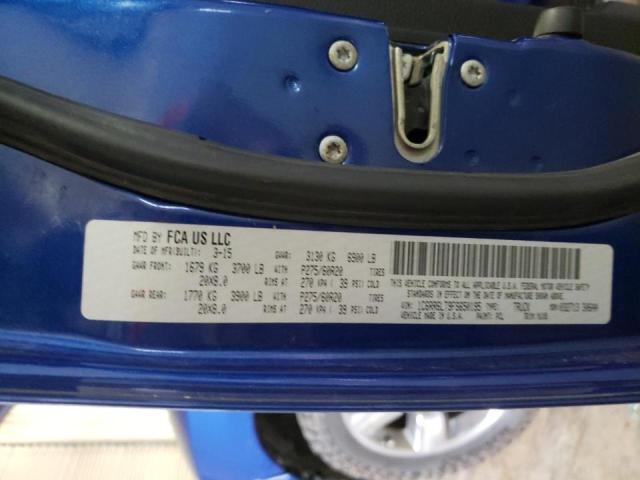 MFD BY FCA US LLC
DATE OF MFR(BUILT): 3-15 GVWR: 3130 KG 6900 LB
GAWR FRONT: 1679 KG 3700 LB WITH P275/60R20 TIRES
20X8.0 RIMS AT 270 KPA ( 39 PSI) COLD
GAWR REAR: 1770 KG 3900 LB WITH P275/60R20 TIRES
20X8.0 RIMS AT 270 KPA ( 39 PSI) COLD
THIS VEHICLE CONFORMS TO ALL APPLICABLE U.S.A. FEDERAL MOTOR VEHICLE SAFETY
STANDARDS IN EFFECT ON THE DATE OF MANUFACTURE SHOWN ABOVE.
VIN: TYPE: TRUCK
MADE IN U.S.A.